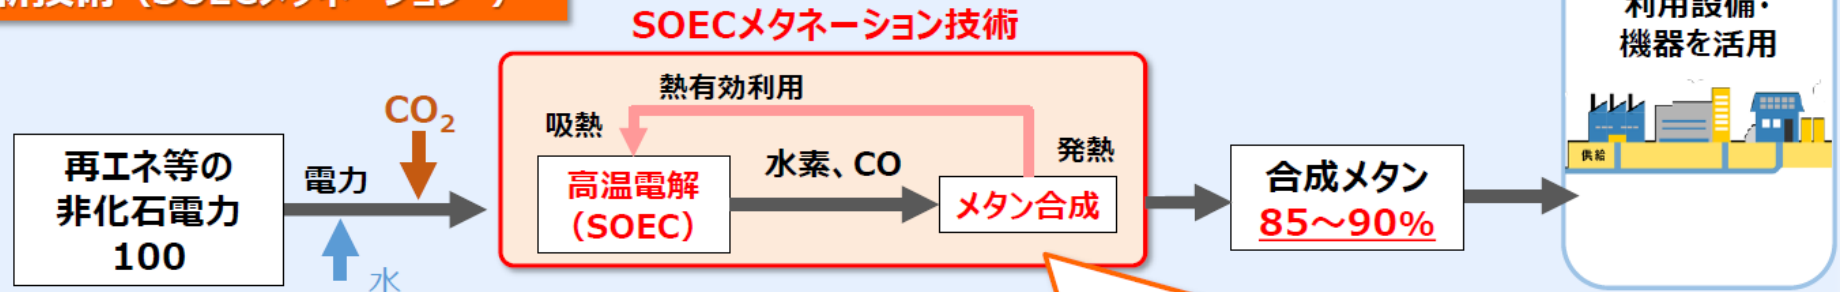 SOECメタネーション技術
利用設備・
機器を活用
熱有効利用
CO₂
吸熱
発熱
再エネ等の
非化石電力
100
電力
水
高温電解
（SOEC）
水素、CO
メタン合成
合成メタン
85～90%
供給